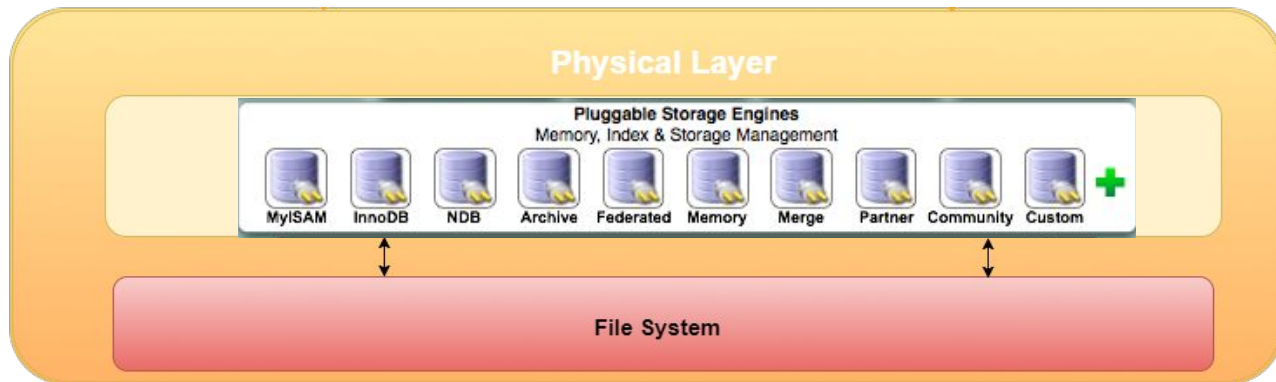 Physical Layer
Pluggable Storage Engines
Memory, Index & Storage Management
MyISAM InnoDB NDB Archive Federated Memory Merge Partner Community Custom
File System